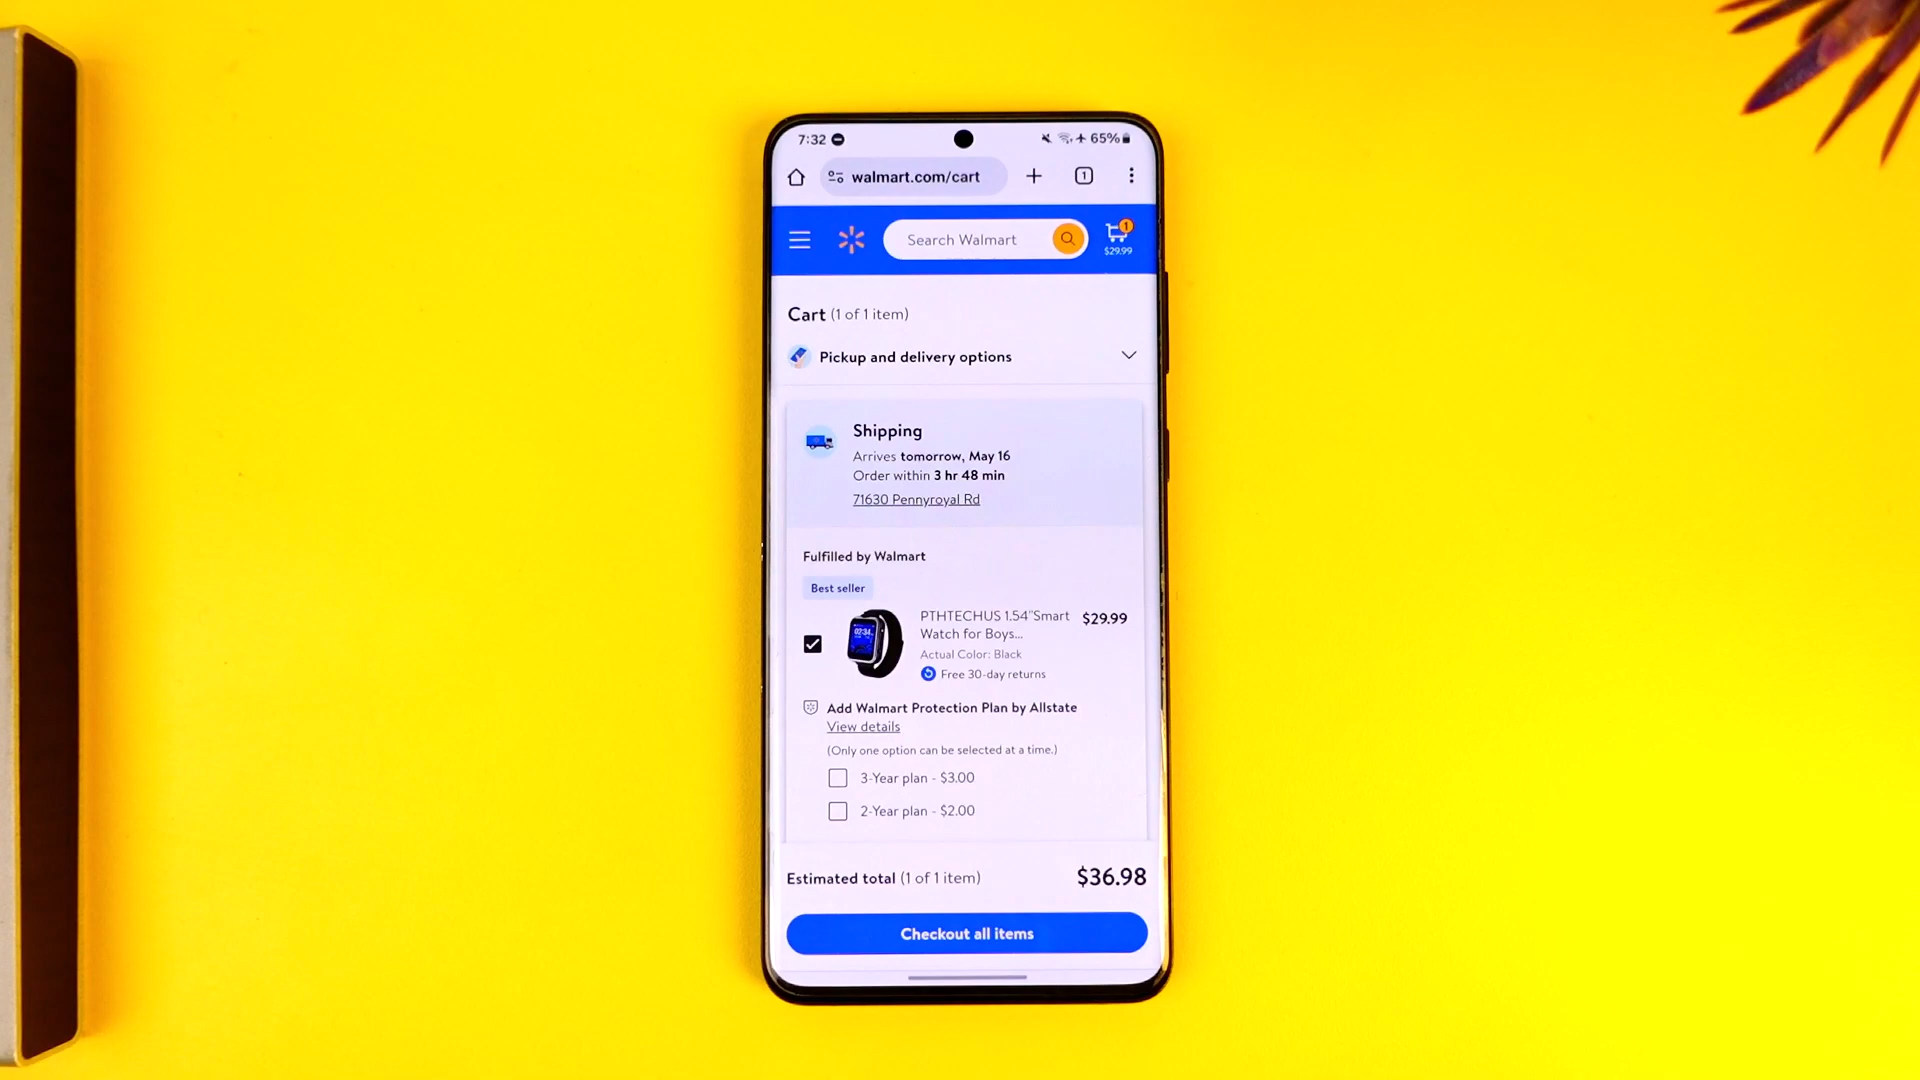 7:32
65%
walmart.com/cart
1
Search Walmart
1
$29.99
Cart (1 of 1 item)
Pickup and delivery options
Shipping
Arrives tomorrow, May 16
Order within 3 hr 48 min
71630 Pennyroyal Rd
Fulfilled by Walmart
Best seller
02:34
PTHTECHUS 1.54"Smart
Watch for Boys...
$29.99
Actual Color: Black
Free 30-day returns
Add Walmart Protection Plan by Allstate
View details
(Only one option can be selected at a time.)
3-Year plan - $3.00
2-Year plan - $2.00
Estimated total (1 of 1 item)
$36.98
Checkout all items